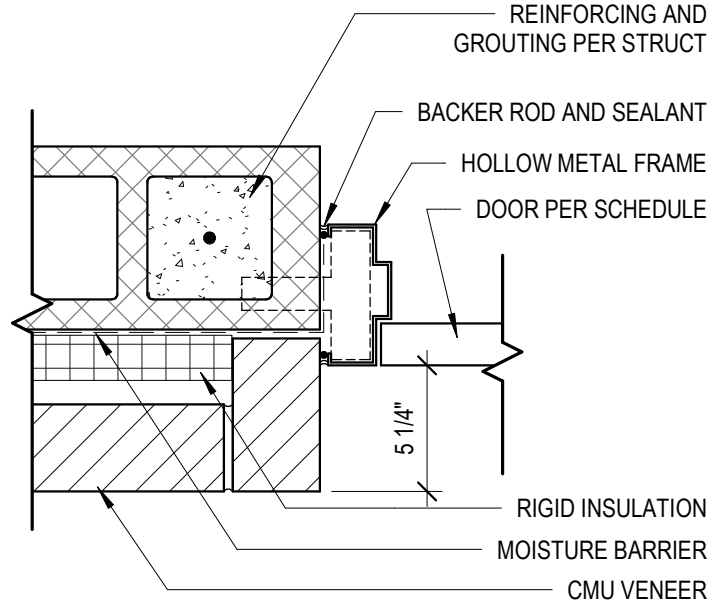 REINFORCING AND
GROUTING PER STRUCT
BACKER ROD AND SEALANT
HOLLOW METAL FRAME
DOOR PER SCHEDULE
5 1/4"
RIGID INSULATION
MOISTURE BARRIER
CMU VENEER